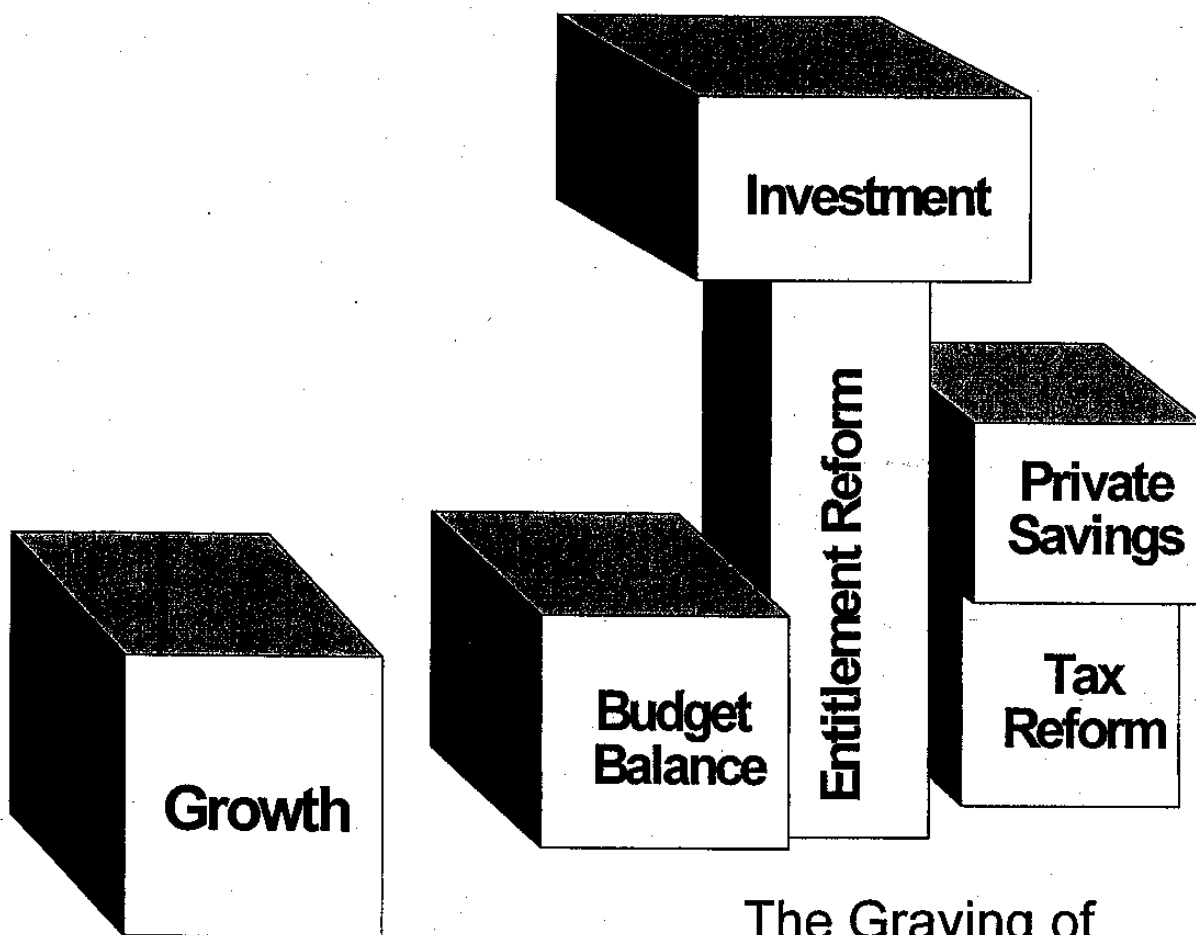 Investment
Entitlement Reform
Private
Savings
Budget
Balance
Tax
Reform
Growth
The Graying of